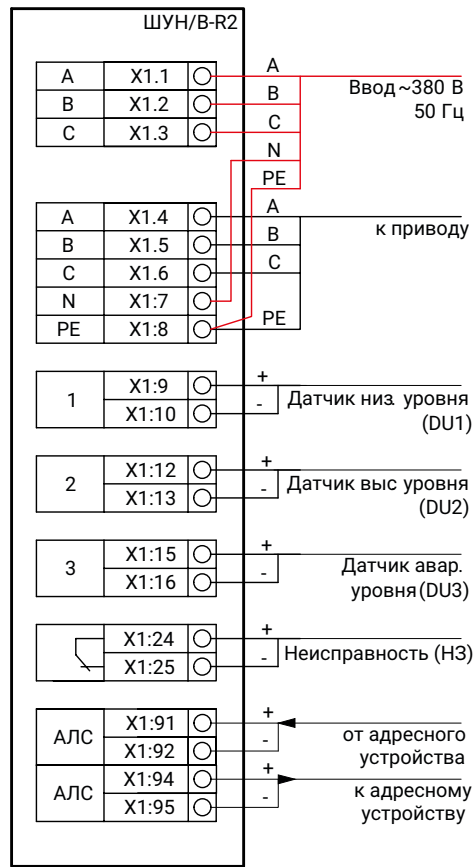 ШУН/В-R2
A X1.1 A
B X1.2 B
C X1.3 C
N
PE
Ввод ~380 В
50 Гц
A X1.4 A
B X1.5 B
C X1.6 C
N X1:7
PE X1:8 PE
к приводу
1
X1:9 +
X1:10 -
Датчик низ. уровня
(DU1)
2
X1:12 +
X1:13 -
Датчик выс уровня
(DU2)
3
X1:15 +
X1:16 -
Датчик авар.
уровня (DU3)
X1:24 +
X1:25 -
Неисправность (НЗ)
АЛС
X1:91 +
X1:92 -
от адресного
устройства
АЛС
X1:94 +
X1:95 -
к адресному
устройству